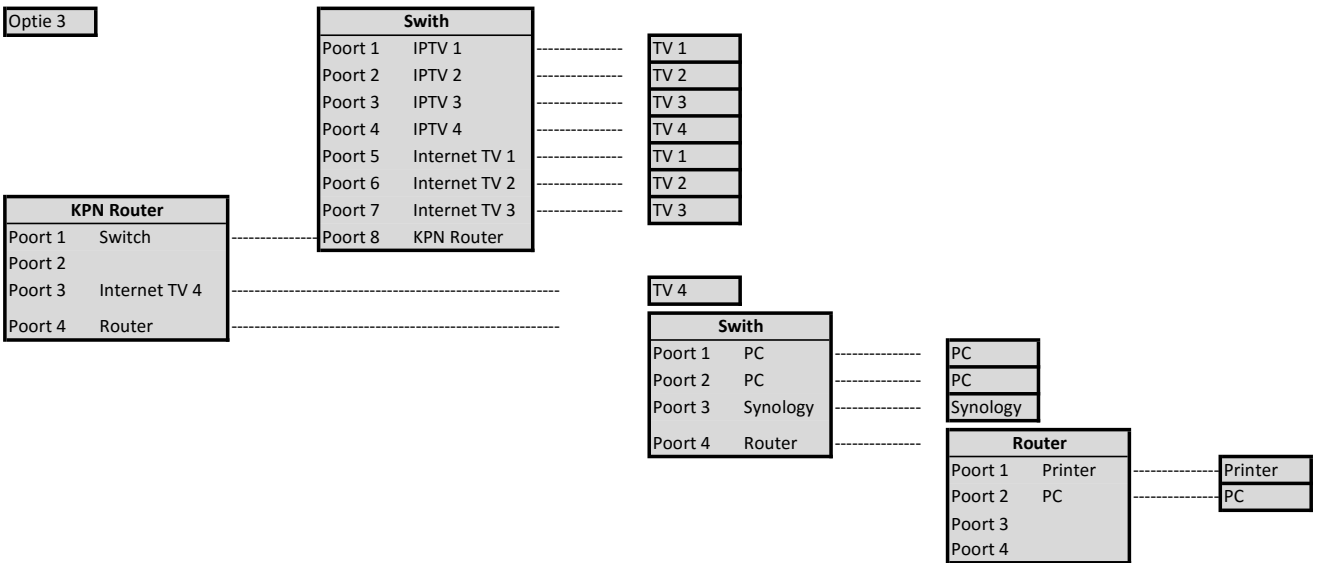 Optie 3
Swith
Poort 1 IPTV 1 TV 1
Poort 2 IPTV 2 TV 2
Poort 3 IPTV 3 TV 3
Poort 4 IPTV 4 TV 4
Poort 5 Internet TV 1 TV 1
Poort 6 Internet TV 2 TV 2
Poort 7 Internet TV 3 TV 3
Poort 8 KPN Router
KPN Router
Poort 1 Switch
Poort 2
Poort 3 Internet TV 4 TV 4
Poort 4 Router
Swith
Poort 1 PC PC
Poort 2 PC PC
Poort 3 Synology Synology
Poort 4 Router
Router
Poort 1 Printer Printer
Poort 2 PC PC
Poort 3
Poort 4